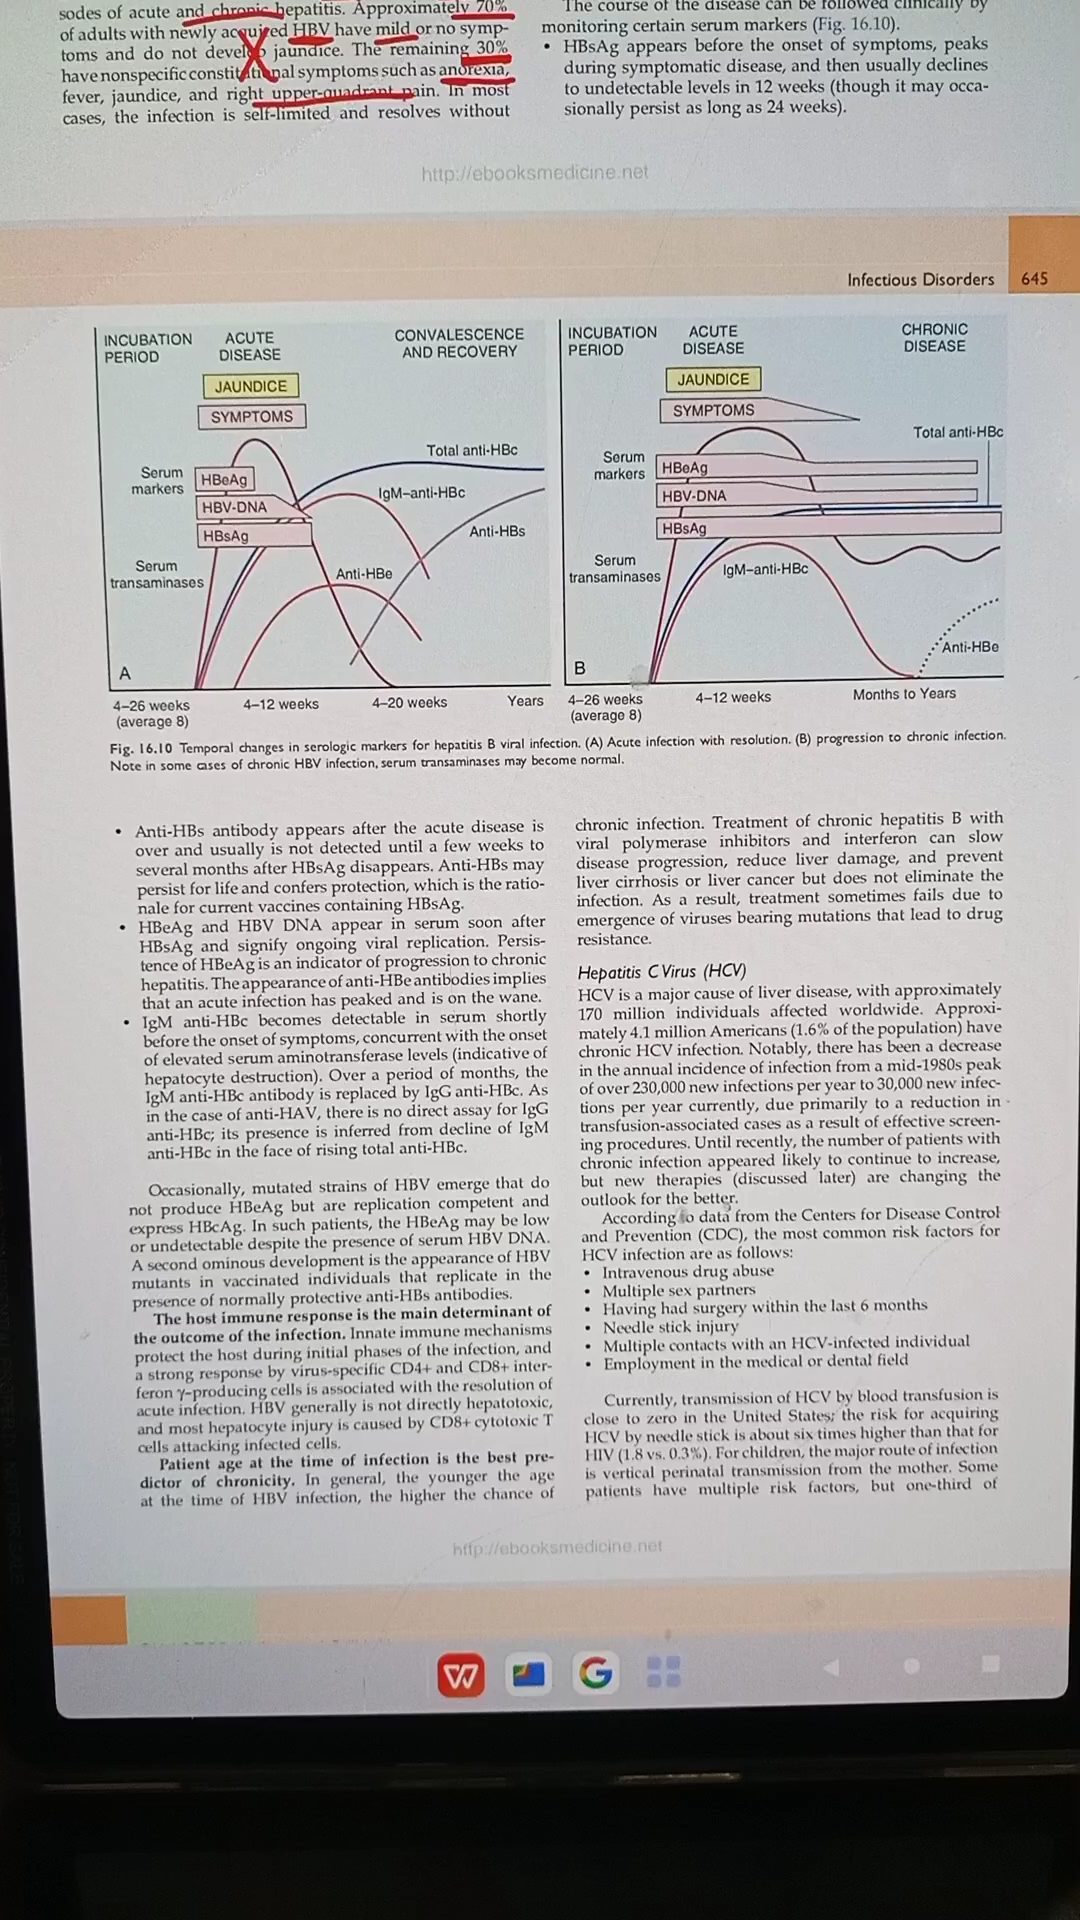 sodes of acute and chronic hepatitis. Approximately 70%
of adults with newly acquired HBV have mild or no symp-
toms and do not develop jaundice. The remaining 30%
have nonspecific constitutional symptoms such as anorexia,
fever, jaundice, and right upper-quadrant pain. In most
cases, the infection is self-limited and resolves without
The course of the disease can be followed clinically by
monitoring certain serum markers (Fig. 16.10).
• HBsAg appears before the onset of symptoms, peaks
during symptomatic disease, and then usually declines
to undetectable levels in 12 weeks (though it may occa-
sionally persist as long as 24 weeks).
http://ebooksmedicine.net
Infectious Disorders 645
INCUBATION
PERIOD
ACUTE
DISEASE
CONVALESCENCE
AND RECOVERY
JAUNDICE
SYMPTOMS
Total anti-HBc
Serum
markers
HBeAg
IgM–anti-HBc
HBV-DNA
Anti-HBs
HBsAg
Serum
transaminases
Anti-HBe
A
4–26 weeks
(average 8)
4–12 weeks
4–20 weeks
Years
INCUBATION
PERIOD
ACUTE
DISEASE
CHRONIC
DISEASE
JAUNDICE
SYMPTOMS
Total anti-HBc
Serum
markers
HBeAg
HBV-DNA
HBsAg
Serum
transaminases
IgM–anti-HBc
Anti-HBe
B
4–26 weeks
(average 8)
4–12 weeks
Months to Years
Fig. 16.10 Temporal changes in serologic markers for hepatitis B viral infection. (A) Acute infection with resolution. (B) progression to chronic infection.
Note in some cases of chronic HBV infection, serum transaminases may become normal.
• Anti-HBs antibody appears after the acute disease is
over and usually is not detected until a few weeks to
several months after HBsAg disappears. Anti-HBs may
persist for life and confers protection, which is the ratio-
nale for current vaccines containing HBsAg.
• HBeAg and HBV DNA appear in serum soon after
HBsAg and signify ongoing viral replication. Persis-
tence of HBeAg is an indicator of progression to chronic
hepatitis. The appearance of anti-HBe antibodies implies
that an acute infection has peaked and is on the wane.
• IgM anti-HBc becomes detectable in serum shortly
before the onset of symptoms, concurrent with the onset
of elevated serum aminotransferase levels (indicative of
hepatocyte destruction). Over a period of months, the
IgM anti-HBc antibody is replaced by IgG anti-HBc. As
in the case of anti-HAV, there is no direct assay for IgG
anti-HBc; its presence is inferred from decline of IgM
anti-HBc in the face of rising total anti-HBc.
Occasionally, mutated strains of HBV emerge that do
not produce HBeAg but are replication competent and
express HBcAg. In such patients, the HBeAg may be low
or undetectable despite the presence of serum HBV DNA.
A second ominous development is the appearance of HBV
mutants in vaccinated individuals that replicate in the
presence of normally protective anti-HBs antibodies.
The host immune response is the main determinant of
the outcome of the infection. Innate immune mechanisms
protect the host during initial phases of the infection, and
a strong response by virus-specific CD4+ and CD8+ inter-
feron γ-producing cells is associated with the resolution of
acute infection. HBV generally is not directly hepatotoxic,
and most hepatocyte injury is caused by CD8+ cytotoxic T
cells attacking infected cells.
Patient age at the time of infection is the best pre-
dictor of chronicity. In general, the younger the age
at the time of HBV infection, the higher the chance of
chronic infection. Treatment of chronic hepatitis B with
viral polymerase inhibitors and interferon can slow
disease progression, reduce liver damage, and prevent
liver cirrhosis or liver cancer but does not eliminate the
infection. As a result, treatment sometimes fails due to
emergence of viruses bearing mutations that lead to drug
resistance.
Hepatitis C Virus (HCV)
HCV is a major cause of liver disease, with approximately
170 million individuals affected worldwide. Approxi-
mately 4.1 million Americans (1.6% of the population) have
chronic HCV infection. Notably, there has been a decrease
in the annual incidence of infection from a mid-1980s peak
of over 230,000 new infections per year to 30,000 new infec-
tions per year currently, due primarily to a reduction in
transfusion-associated cases as a result of effective screen-
ing procedures. Until recently, the number of patients with
chronic infection appeared likely to continue to increase,
but new therapies (discussed later) are changing the
outlook for the better.
According to data from the Centers for Disease Control
and Prevention (CDC), the most common risk factors for
HCV infection are as follows:
• Intravenous drug abuse
• Multiple sex partners
• Having had surgery within the last 6 months
• Needle stick injury
• Multiple contacts with an HCV-infected individual
• Employment in the medical or dental field
Currently, transmission of HCV by blood transfusion is
close to zero in the United States; the risk for acquiring
HCV by needle stick is about six times higher than that for
HIV (1.8 vs. 0.3%). For children, the major route of infection
is vertical perinatal transmission from the mother. Some
patients have multiple risk factors, but one-third of
http://ebooksmedicine.net